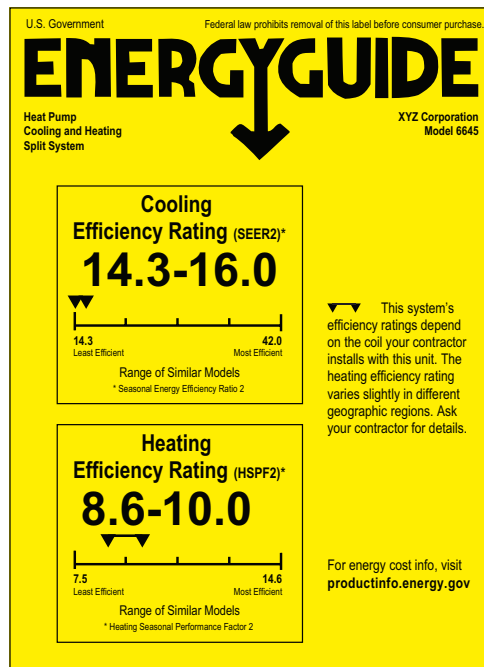 U.S. Government
Federal law prohibits removal of this label before consumer purchase.
ENERGYGUIDE
Heat Pump
Cooling and Heating
Split System
XYZ Corporation
Model 6645
Cooling
Efficiency Rating (SEER2)*
14.3-16.0
14.3
Least Efficient
42.0
Most Efficient
Range of Similar Models
* Seasonal Energy Efficiency Ratio 2
This system's
efficiency ratings depend
on the coil your contractor
installs with this unit. The
heating efficiency rating
varies slightly in different
geographic regions. Ask
your contractor for details.
Heating
Efficiency Rating (HSPF2)*
8.6-10.0
7.5
Least Efficient
14.6
Most Efficient
Range of Similar Models
* Heating Seasonal Performance Factor 2
For energy cost info, visit
productinfo.energy.gov